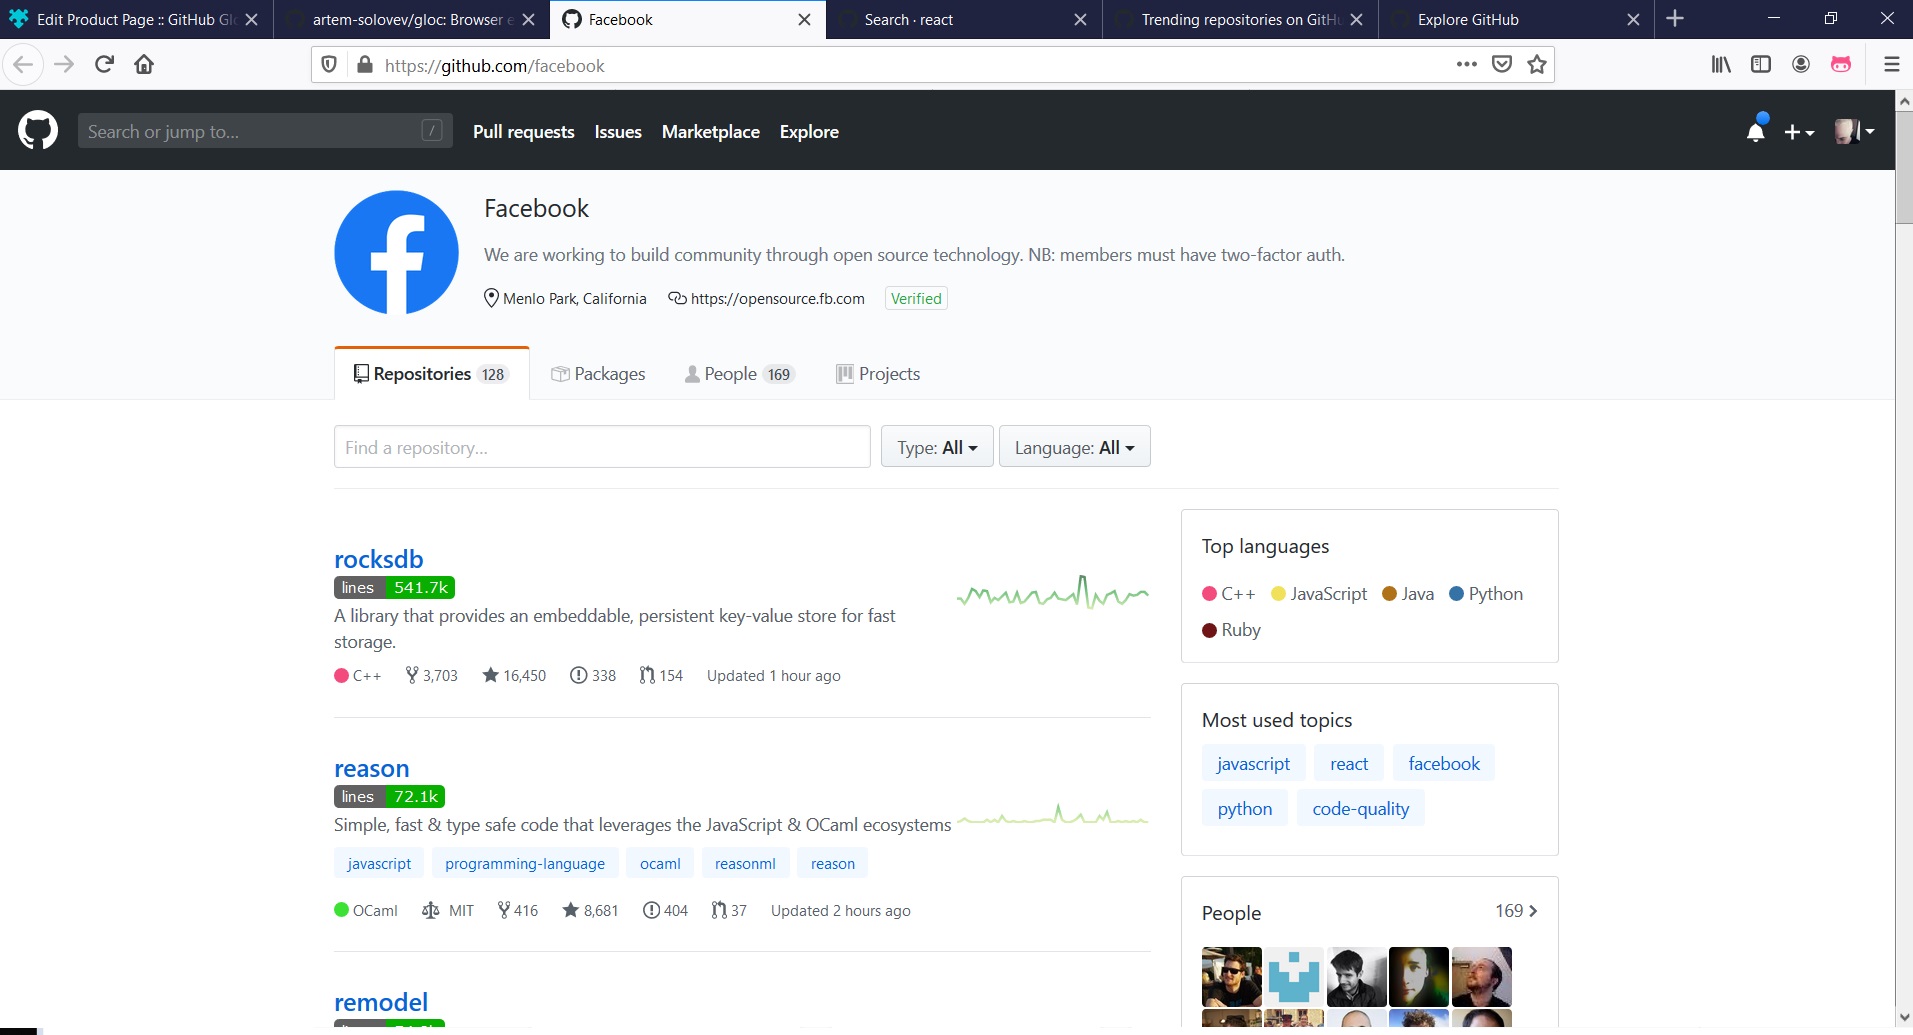 Edit Product Page :: GitHub Gl
artem-solovev/gloc: Browser e
Facebook
Search · react
Trending repositories on GitHu
Explore GitHub
https://github.com/facebook
Search or jump to...
/
Pull requests
Issues
Marketplace
Explore
Facebook
We are working to build community through open source technology. NB: members must have two-factor auth.
Menlo Park, California
https://opensource.fb.com
Verified
Repositories 128
Packages
People 169
Projects
Find a repository...
Type: All
Language: All
rocksdb
lines 541.7k
A library that provides an embeddable, persistent key-value store for fast
storage.
C++ 3,703 16,450 338 154 Updated 1 hour ago
reason
lines 72.1k
Simple, fast & type safe code that leverages the JavaScript & OCaml ecosystems
javascript programming-language ocaml reasonml reason
OCaml MIT 416 8,681 404 37 Updated 2 hours ago
remodel
Top languages
C++ JavaScript Java Python
Ruby
Most used topics
javascript react facebook
python code-quality
People 169